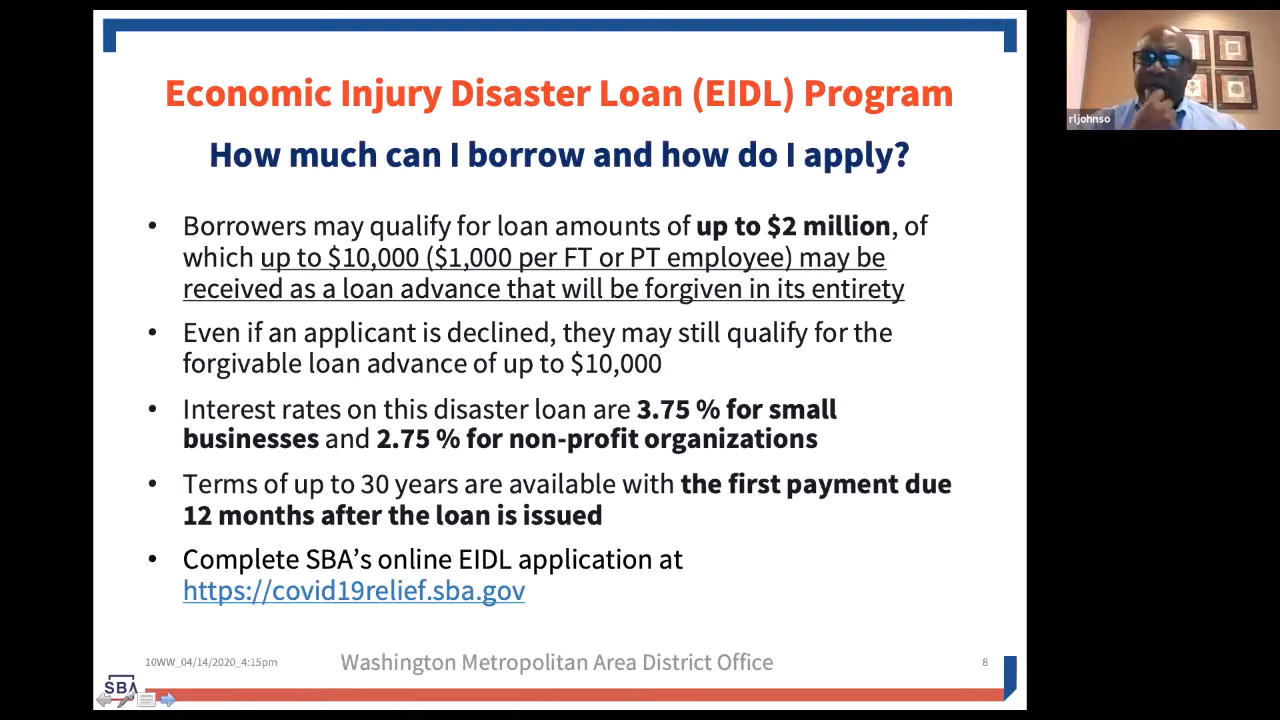 Economic Injury Disaster Loan (EIDL) Program
How much can I borrow and how do I apply?
• Borrowers may qualify for loan amounts of up to $2 million, of
which up to $10,000 ($1,000 per FT or PT employee) may be
received as a loan advance that will be forgiven in its entirety
• Even if an applicant is declined, they may still qualify for the
forgivable loan advance of up to $10,000
• Interest rates on this disaster loan are 3.75 % for small
businesses and 2.75 % for non-profit organizations
• Terms of up to 30 years are available with the first payment due
12 months after the loan is issued
• Complete SBA’s online EIDL application at
https://covid19relief.sba.gov
10WW_04/14/2020_4:15pm
Washington Metropolitan Area District Office
8
SBA
rljohnso